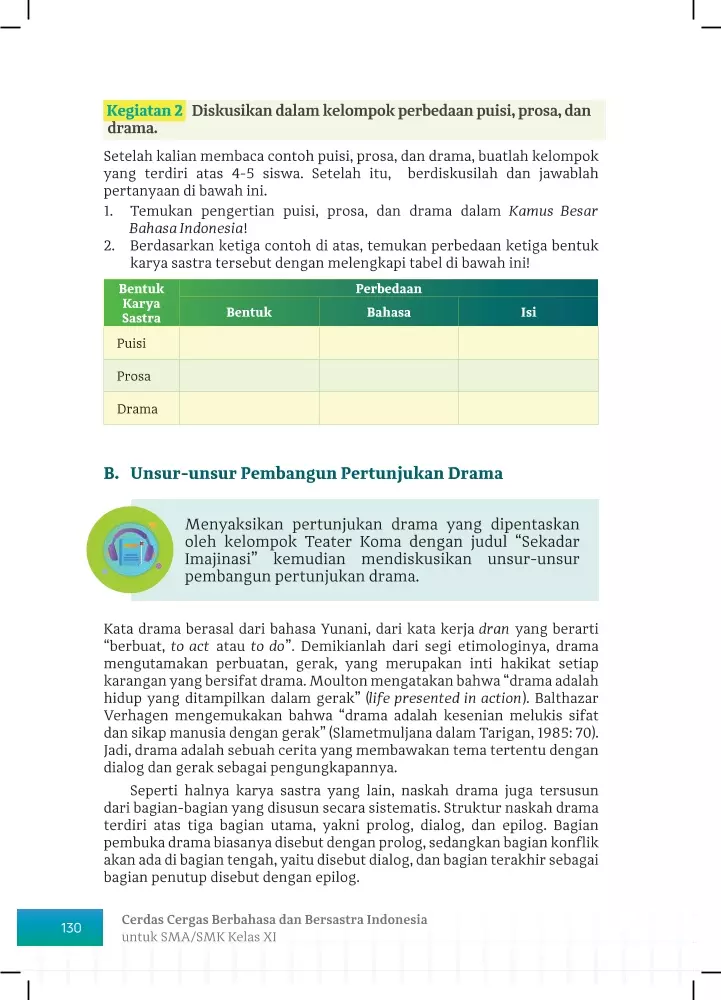 Kegiatan 2 Diskusikan dalam kelompok perbedaan puisi, prosa, dan
drama.
Setelah kalian membaca contoh puisi, prosa, dan drama, buatlah kelompok
yang terdiri atas 4-5 siswa. Setelah itu, berdiskusilah dan jawablah
pertanyaan di bawah ini.
1. Temukan pengertian puisi, prosa, dan drama dalam Kamus Besar
Bahasa Indonesia!
2. Berdasarkan ketiga contoh di atas, temukan perbedaan ketiga bentuk
karya sastra tersebut dengan melengkapi tabel di bawah ini!
Bentuk
Karya
Sastra
Perbedaan
Bentuk Bahasa Isi
Puisi
Prosa
Drama
B. Unsur-unsur Pembangun Pertunjukan Drama
Menyaksikan pertunjukan drama yang dipentaskan
oleh kelompok Teater Koma dengan judul “Sekadar
Imajinasi” kemudian mendiskusikan unsur-unsur
pembangun pertunjukan drama.
Kata drama berasal dari bahasa Yunani, dari kata kerja dran yang berarti
“berbuat, to act atau to do”. Demikianlah dari segi etimologinya, drama
mengutamakan perbuatan, gerak, yang merupakan inti hakikat setiap
karangan yang bersifat drama. Moulton mengatakan bahwa “drama adalah
hidup yang ditampilkan dalam gerak” (life presented in action). Balthazar
Verhagen mengemukakan bahwa “drama adalah kesenian melukis sifat
dan sikap manusia dengan gerak” (Slametmuljana dalam Tarigan, 1985: 70).
Jadi, drama adalah sebuah cerita yang membawakan tema tertentu dengan
dialog dan gerak sebagai pengungkapannya.
Seperti halnya karya sastra yang lain, naskah drama juga tersusun
dari bagian-bagian yang disusun secara sistematis. Struktur naskah drama
terdiri atas tiga bagian utama, yakni prolog, dialog, dan epilog. Bagian
pembuka drama biasanya disebut dengan prolog, sedangkan bagian konflik
akan ada di bagian tengah, yaitu disebut dialog, dan bagian terakhir sebagai
bagian penutup disebut dengan epilog.
130
Cerdas Cergas Berbahasa dan Bersastra Indonesia
untuk SMA/SMK Kelas XI